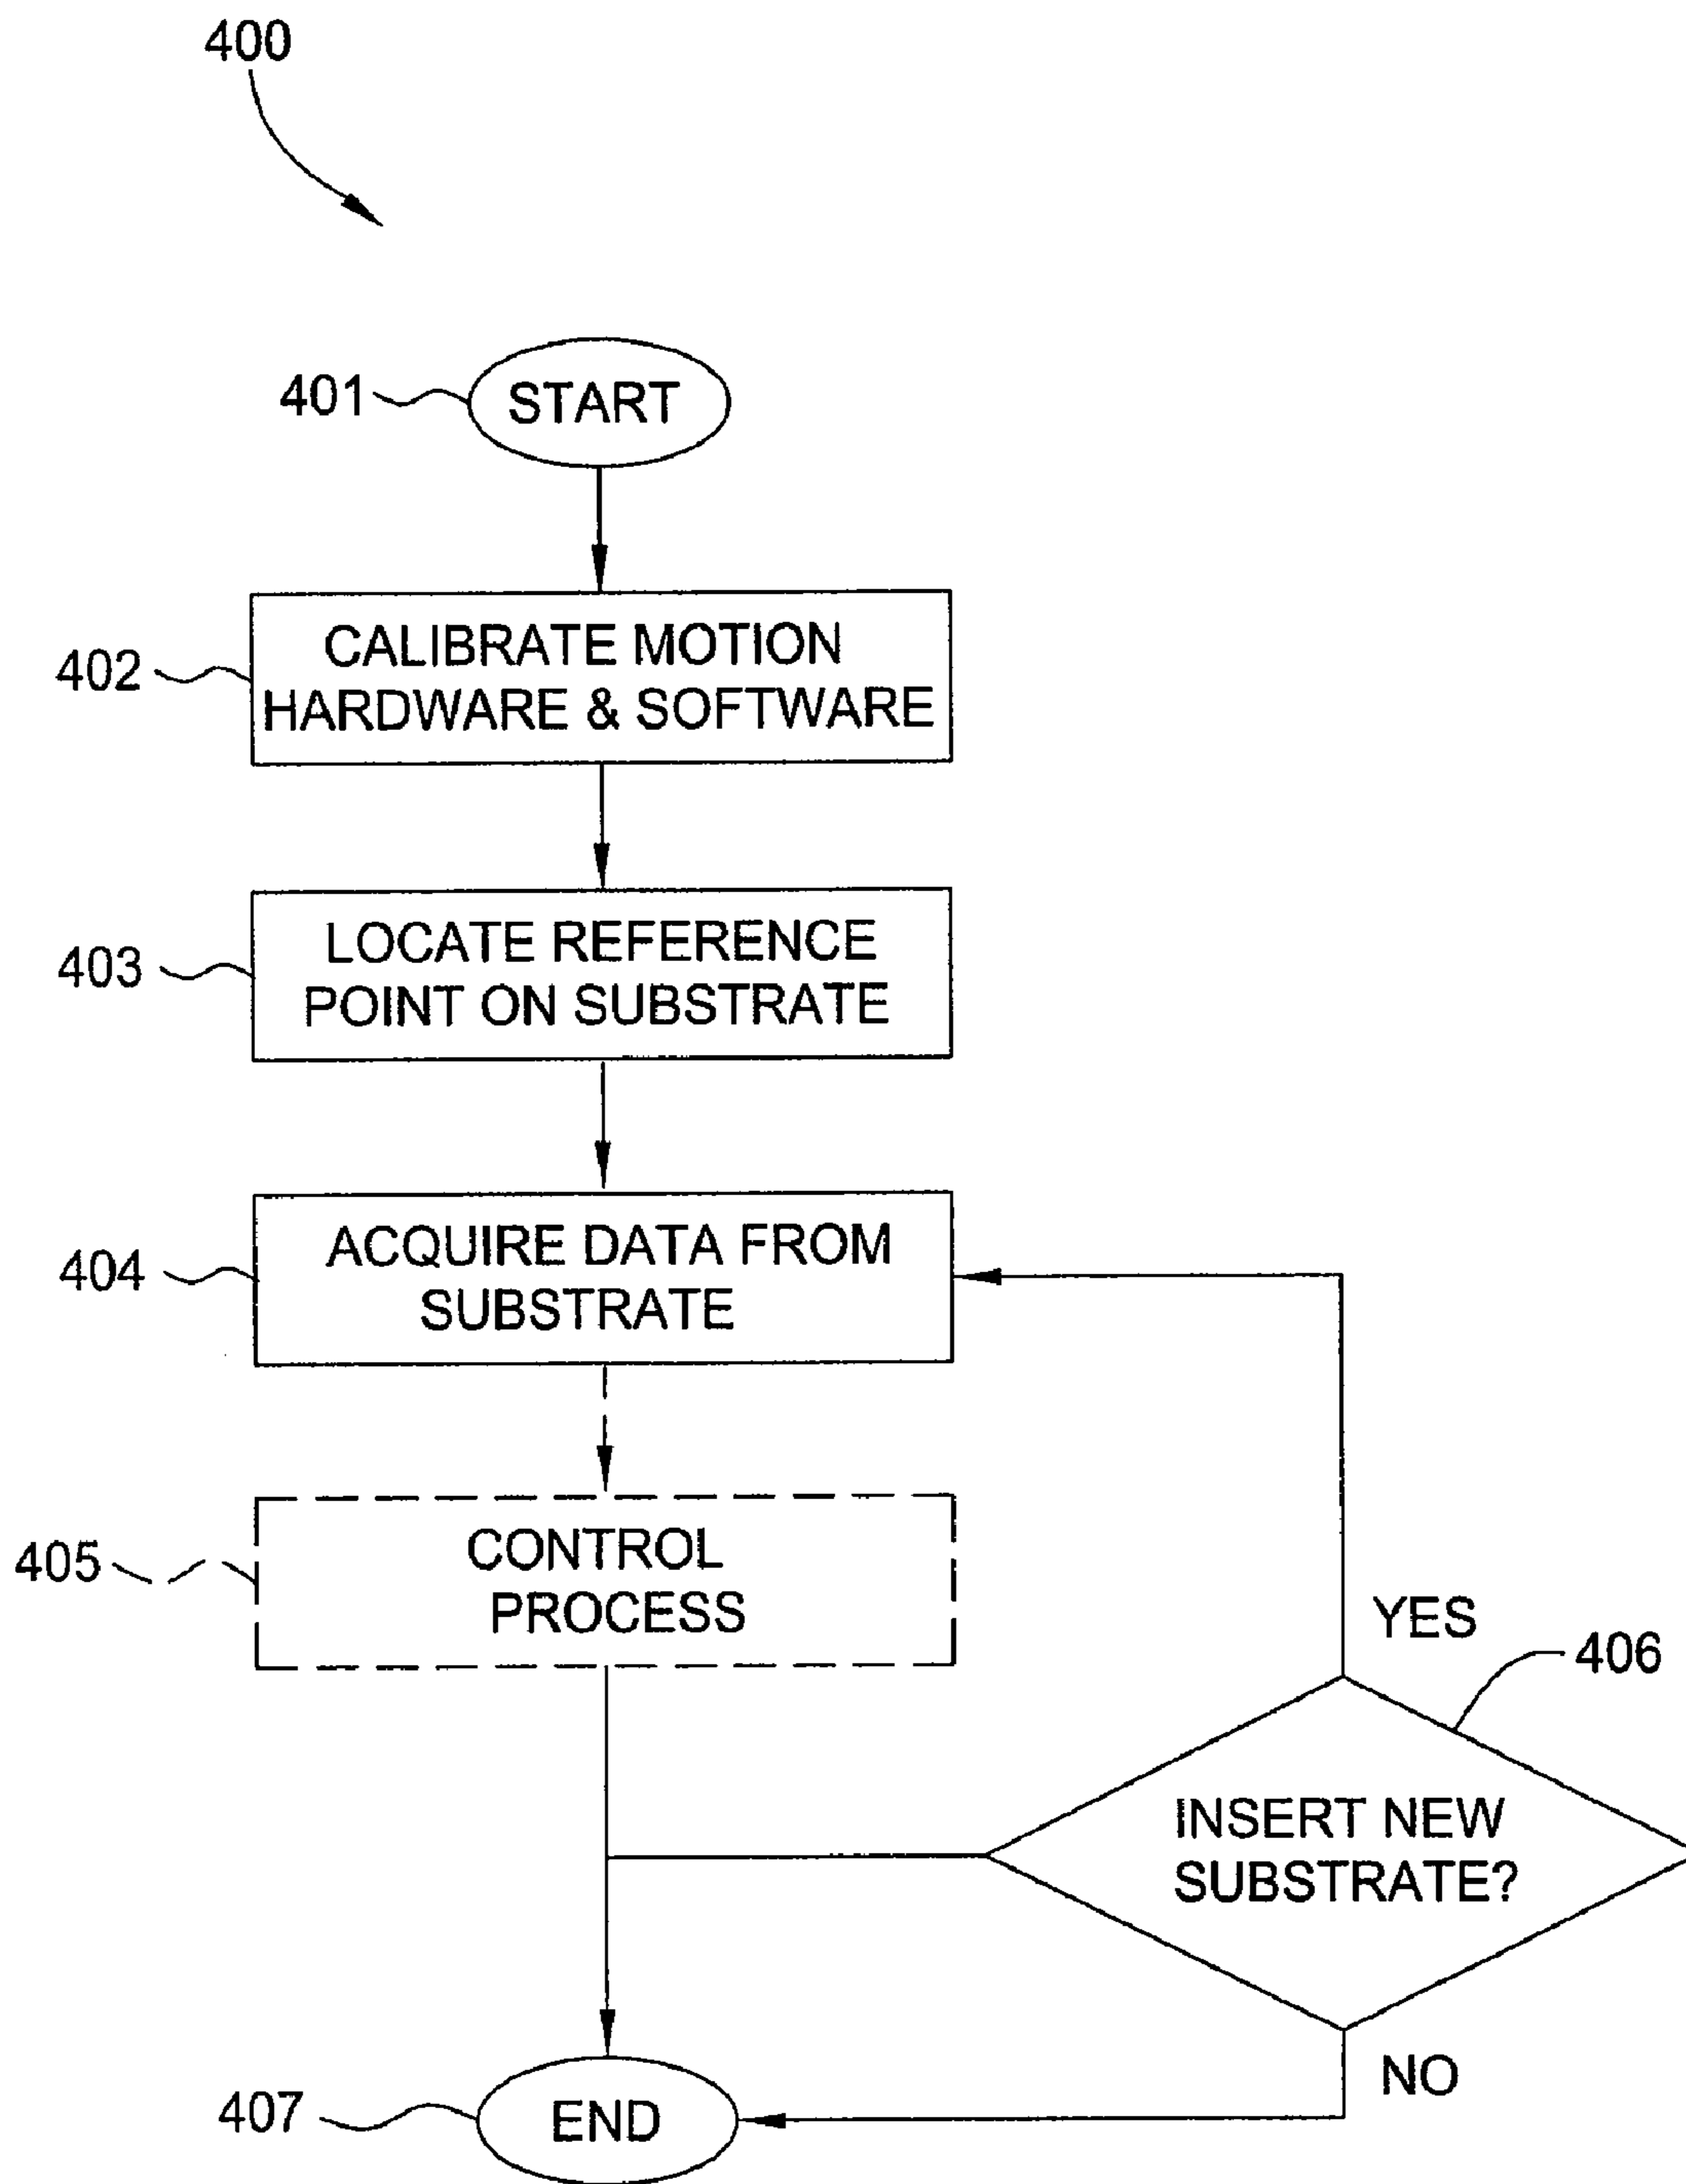 400
401
START
402
CALIBRATE MOTION
HARDWARE & SOFTWARE
403
LOCATE REFERENCE
POINT ON SUBSTRATE
404
ACQUIRE DATA FROM
SUBSTRATE
405
CONTROL
PROCESS
YES
406
INSERT NEW
SUBSTRATE?
NO
407
END